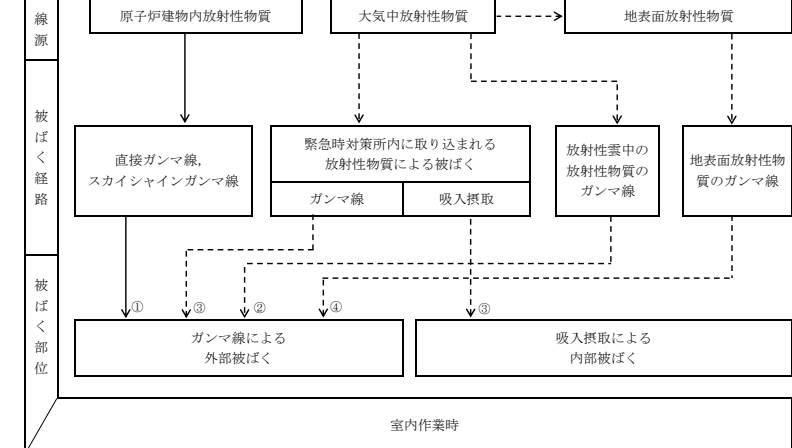 線源
原子炉建物内放射性物質
大気中放射性物質
地表面放射性物質
被ばく経路
直接ガンマ線，
スカイシャインガンマ線
緊急時対策所内に取り込まれる
放射性物質による被ばく
ガンマ線
吸入摂取
放射性雲中の
放射性物質の
ガンマ線
地表面放射性物
質のガンマ線
①
③
②
④
③
被ばく部位
ガンマ線による
外部被ばく
吸入摂取による
内部被ばく
室内作業時